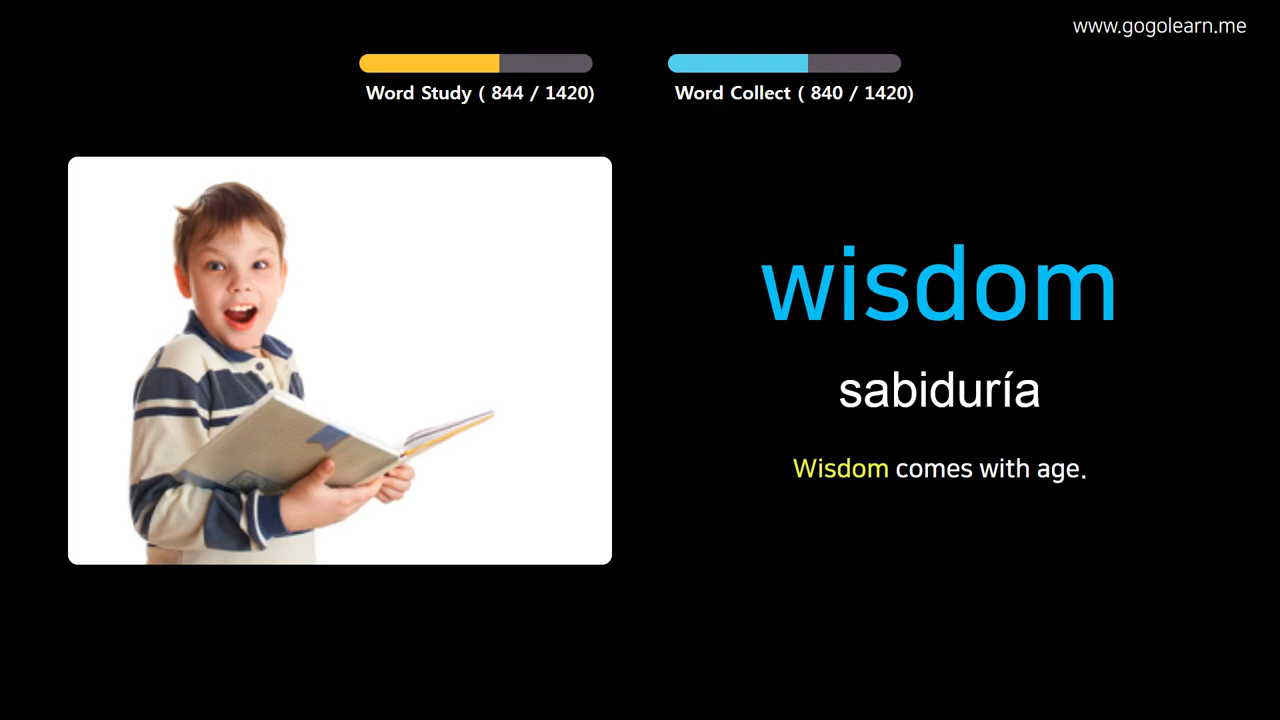 www.gogolearn.me
Word Study ( 844 / 1420)
Word Collect ( 840 / 1420)
wisdom
sabiduría
Wisdom comes with age.